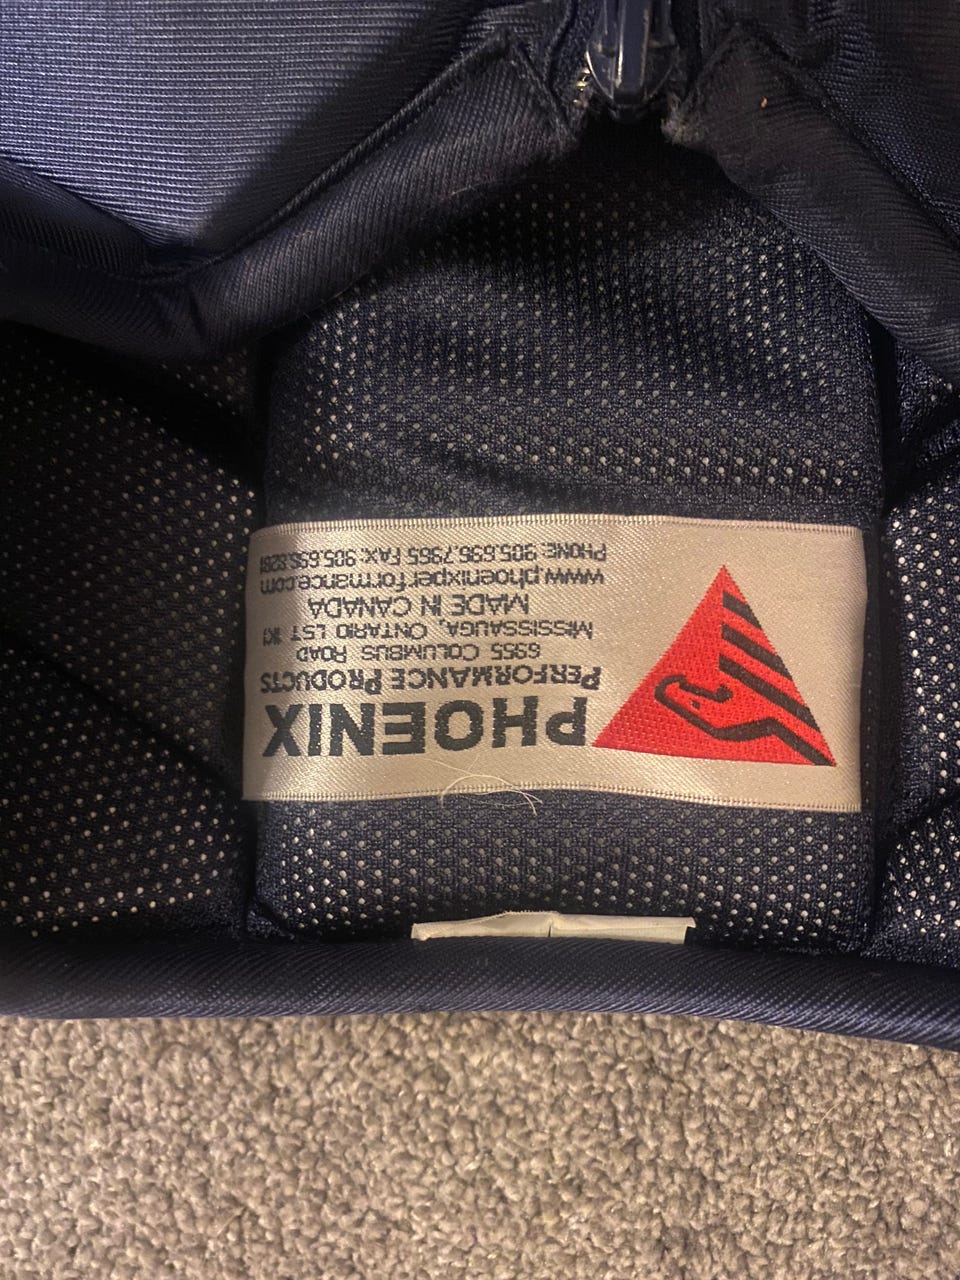 PHOENIX
PERFORMANCE PRODUCTS
6955 COLUMBUS ROAD
MISSISSAUGA, ONTARIO L5T 1K1
MADE IN CANADA
www.phoenixperformance.com
PHONE: 905.696.7965 FAX: 905.696.8281